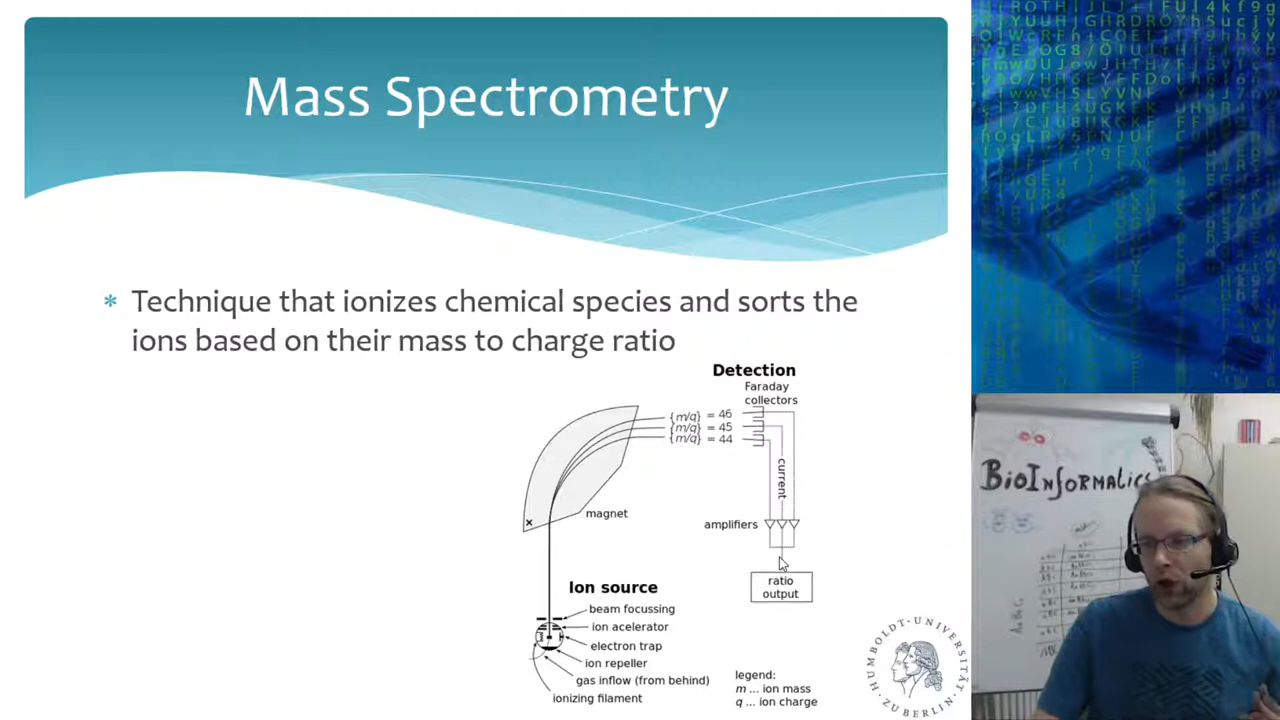 Mass Spectrometry
* Technique that ionizes chemical species and sorts the
ions based on their mass to charge ratio
Detection
Faraday
collectors
{m/q} = 46
{m/q} = 45
{m/q} = 44
current
magnet
amplifiers
ratio
output
Ion source
beam focussing
ion acelerator
electron trap
ion repeller
gas inflow (from behind)
ionizing filament
legend:
m ... ion mass
q ... ion charge
HUMBOLDT-UNIVERSITÄT
ZU BERLIN
BioInformatics